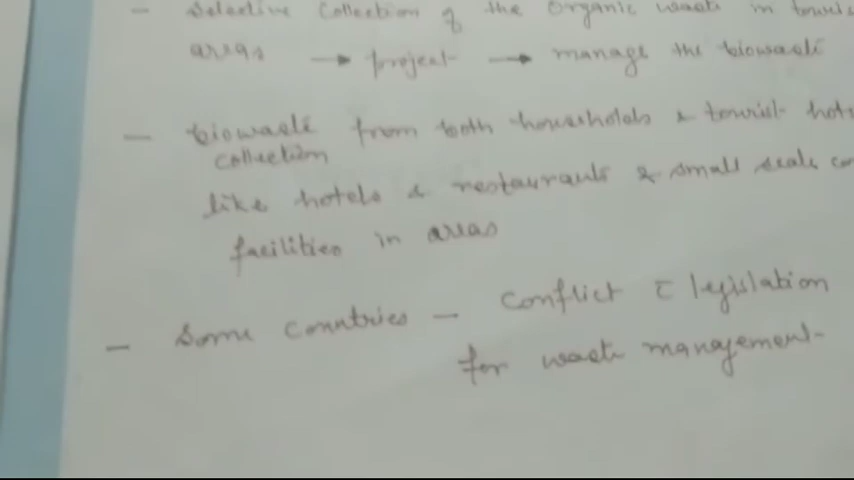 - Selective Collection of the Organic waste in
areas → project → manage the biowaste
- biowaste from both households & tourist
collection
like hotels & restaurants & small scale
facilities in areas
- Some countries - conflict c̄ legislation
for waste management